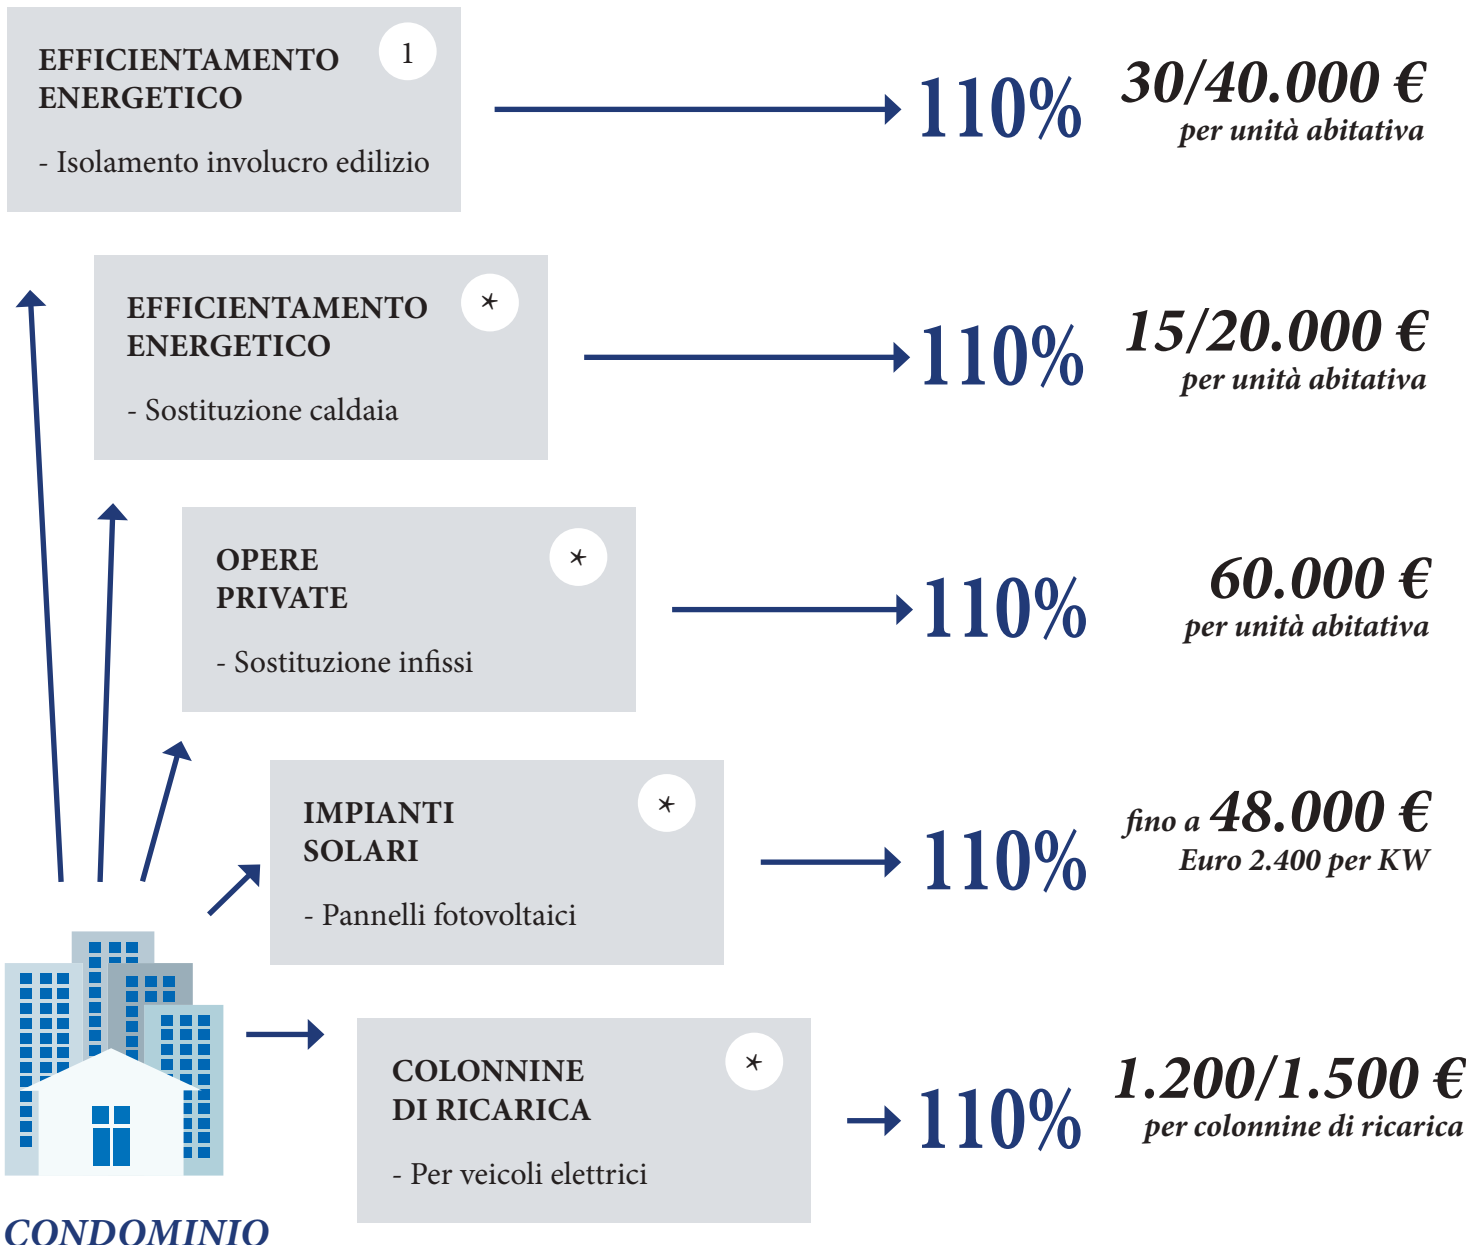 EFFICIENTAMENTO
ENERGETICO
1
- Isolamento involucro edilizio
110%
30/40.000 €
per unità abitativa
EFFICIENTAMENTO
ENERGETICO
*
- Sostituzione caldaia
110%
15/20.000 €
per unità abitativa
OPERE
PRIVATE
*
- Sostituzione infissi
110%
60.000 €
per unità abitativa
IMPIANTI
SOLARI
*
- Pannelli fotovoltaici
110%
fino a 48.000 €
Euro 2.400 per KW
COLONNINE
DI RICARICA
*
- Per veicoli elettrici
110%
1.200/1.500 €
per colonnine di ricarica
CONDOMINIO